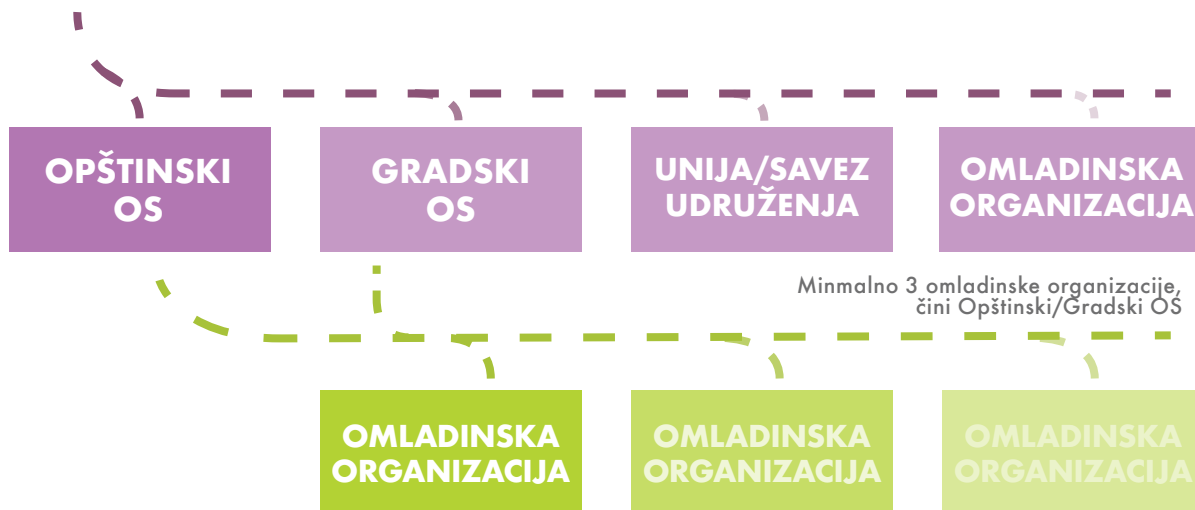 OPŠTINSKI
OS
GRADSKI
OS
UNIJA/SAVEZ
UDRUŽENJA
OMLADINSKA
ORGANIZACIJA
Minmalno 3 omladinske organizacije,
čini Opštinski/Gradski OS
OMLADINSKA
ORGANIZACIJA
OMLADINSKA
ORGANIZACIJA
OMLADINSKA
ORGANIZACIJA